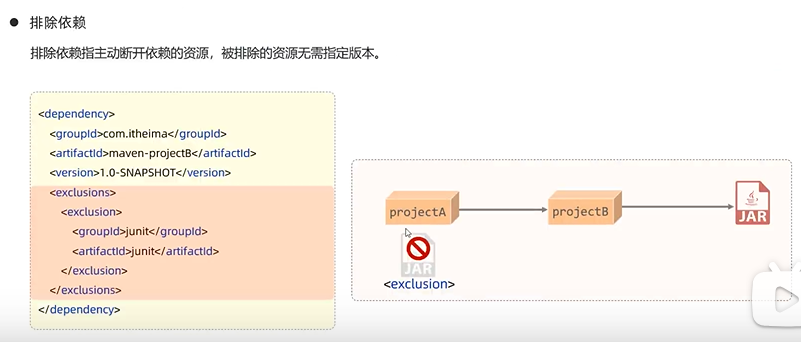 排除依赖
排除依赖指主动断开依赖的资源，被排除的资源无需指定版本。
<dependency>
<groupId>com.itheima</groupId>
<artifactId>maven-projectB</artifactId>
<version>1.0-SNAPSHOT</version>
<exclusions>
<exclusion>
<groupId>junit</groupId>
<artifactId>junit</artifactId>
</exclusion>
</exclusions>
</dependency>
projectA
projectB
JAR
JAR
<exclusion>